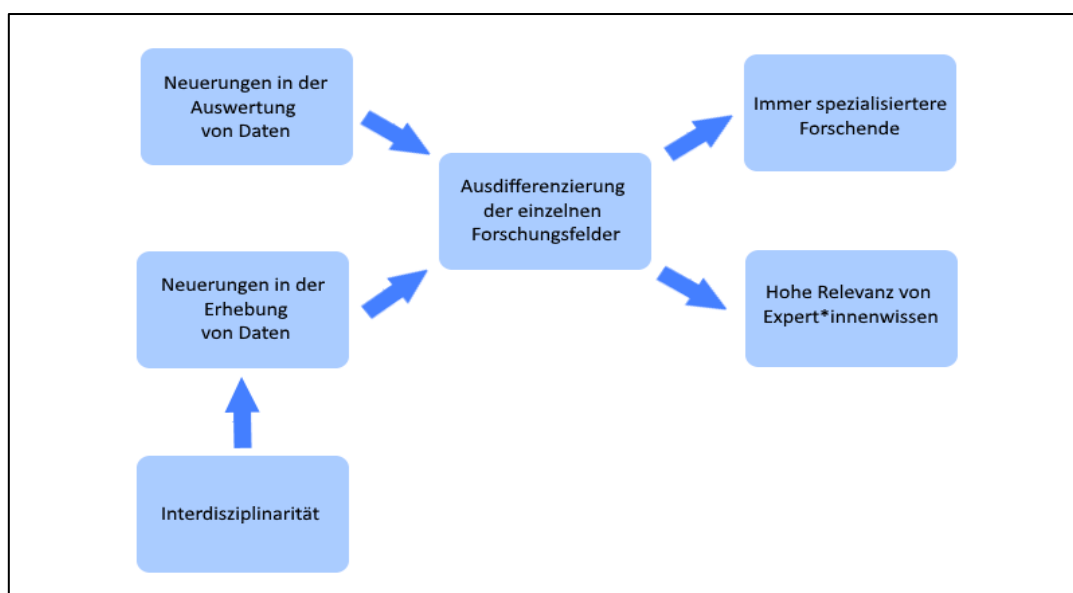 Neuerungen in der
Auswertung
von Daten
Immer spezialisiertere
Forschende
Ausdifferenzierung
der einzelnen
Forschungsfelder
Neuerungen in der
Erhebung
von Daten
Hohe Relevanz von
Expert*innenwissen
Interdisziplinarität